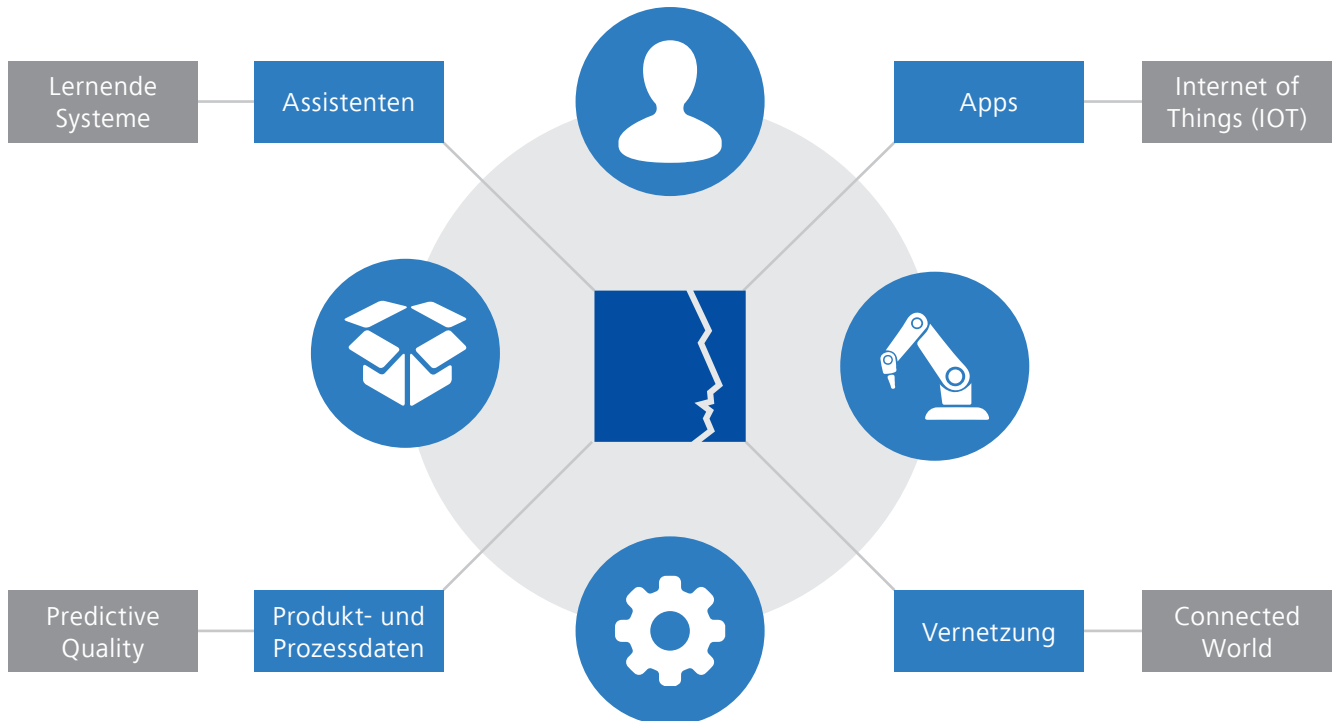 Lernende
Systeme
Assistenten
Apps
Internet of
Things (IOT)
Predictive
Quality
Produkt- und
Prozessdaten
Vernetzung
Connected
World